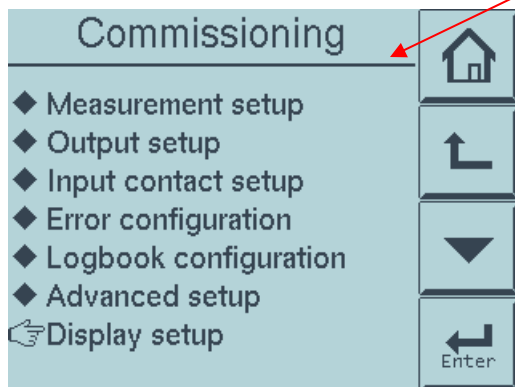 Commissioning
Measurement setup
Output setup
Input contact setup
Error configuration
Logbook configuration
Advanced setup
Display setup
Enter